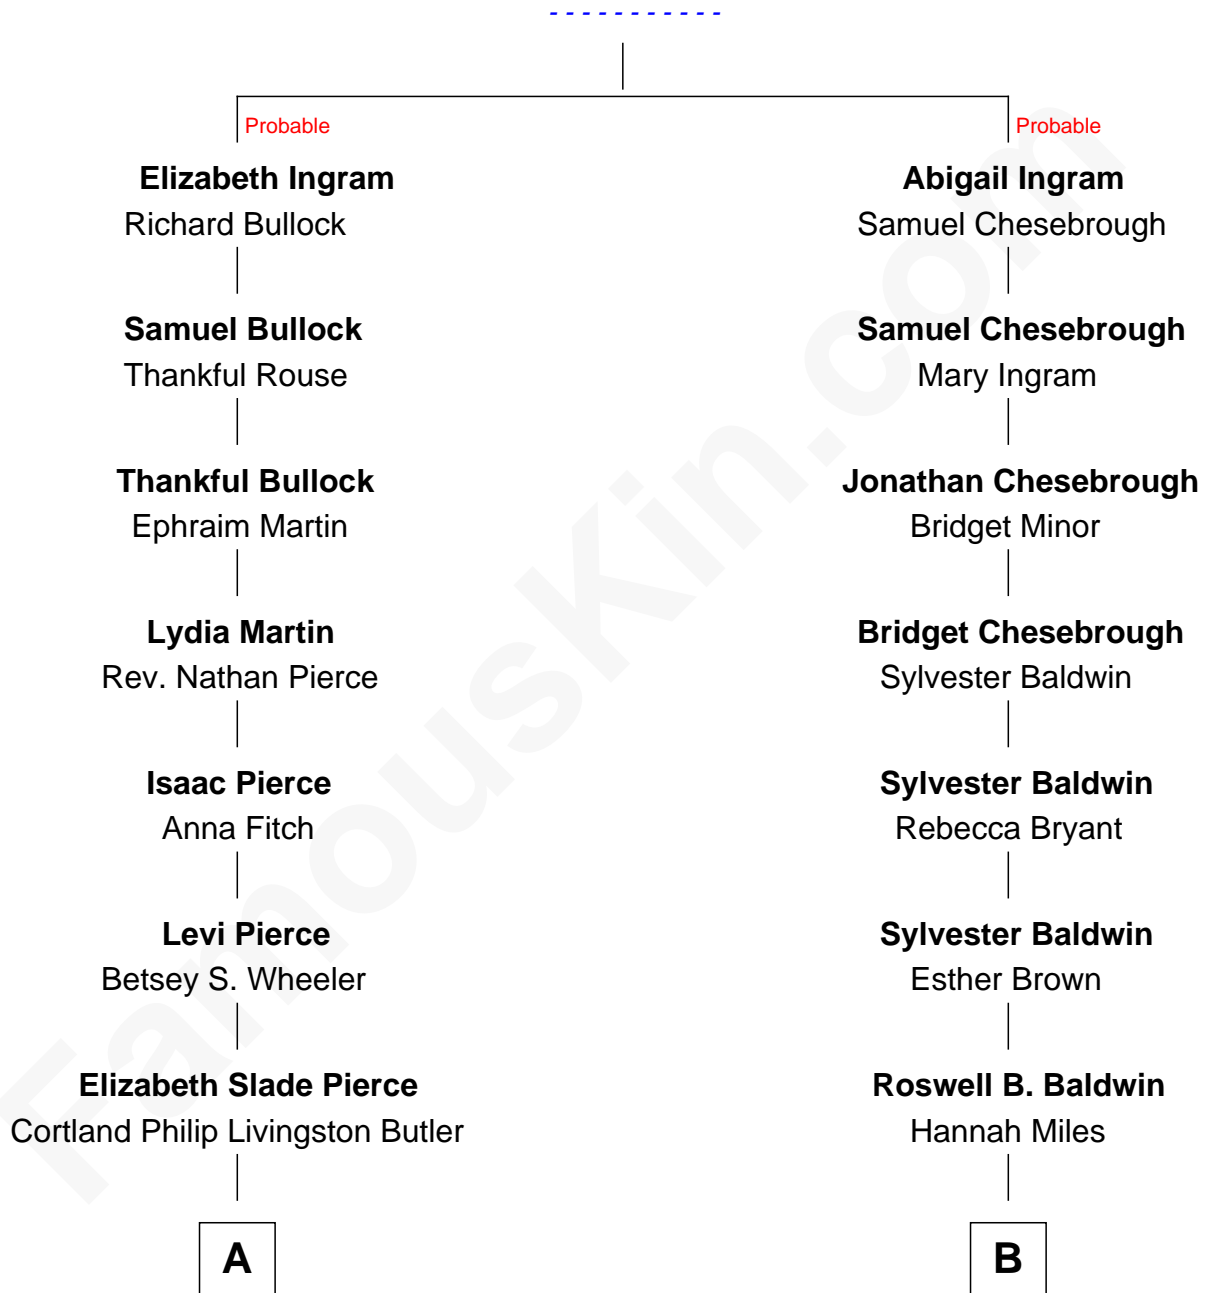 - - - - - - - - - - -
Probable
Probable
Elizabeth Ingram
Richard Bullock
Abigail Ingram
Samuel Chesebrough
Samuel Bullock
Thankful Rouse
Samuel Chesebrough
Mary Ingram
Thankful Bullock
Ephraim Martin
Jonathan Chesebrough
Bridget Minor
Lydia Martin
Rev. Nathan Pierce
Bridget Chesebrough
Sylvester Baldwin
Isaac Pierce
Anna Fitch
Sylvester Baldwin
Rebecca Bryant
Levi Pierce
Betsey S. Wheeler
Sylvester Baldwin
Esther Brown
Elizabeth Slade Pierce
Cortland Philip Livingston Butler
Roswell B. Baldwin
Hannah Miles
A
B
FamousKin.com